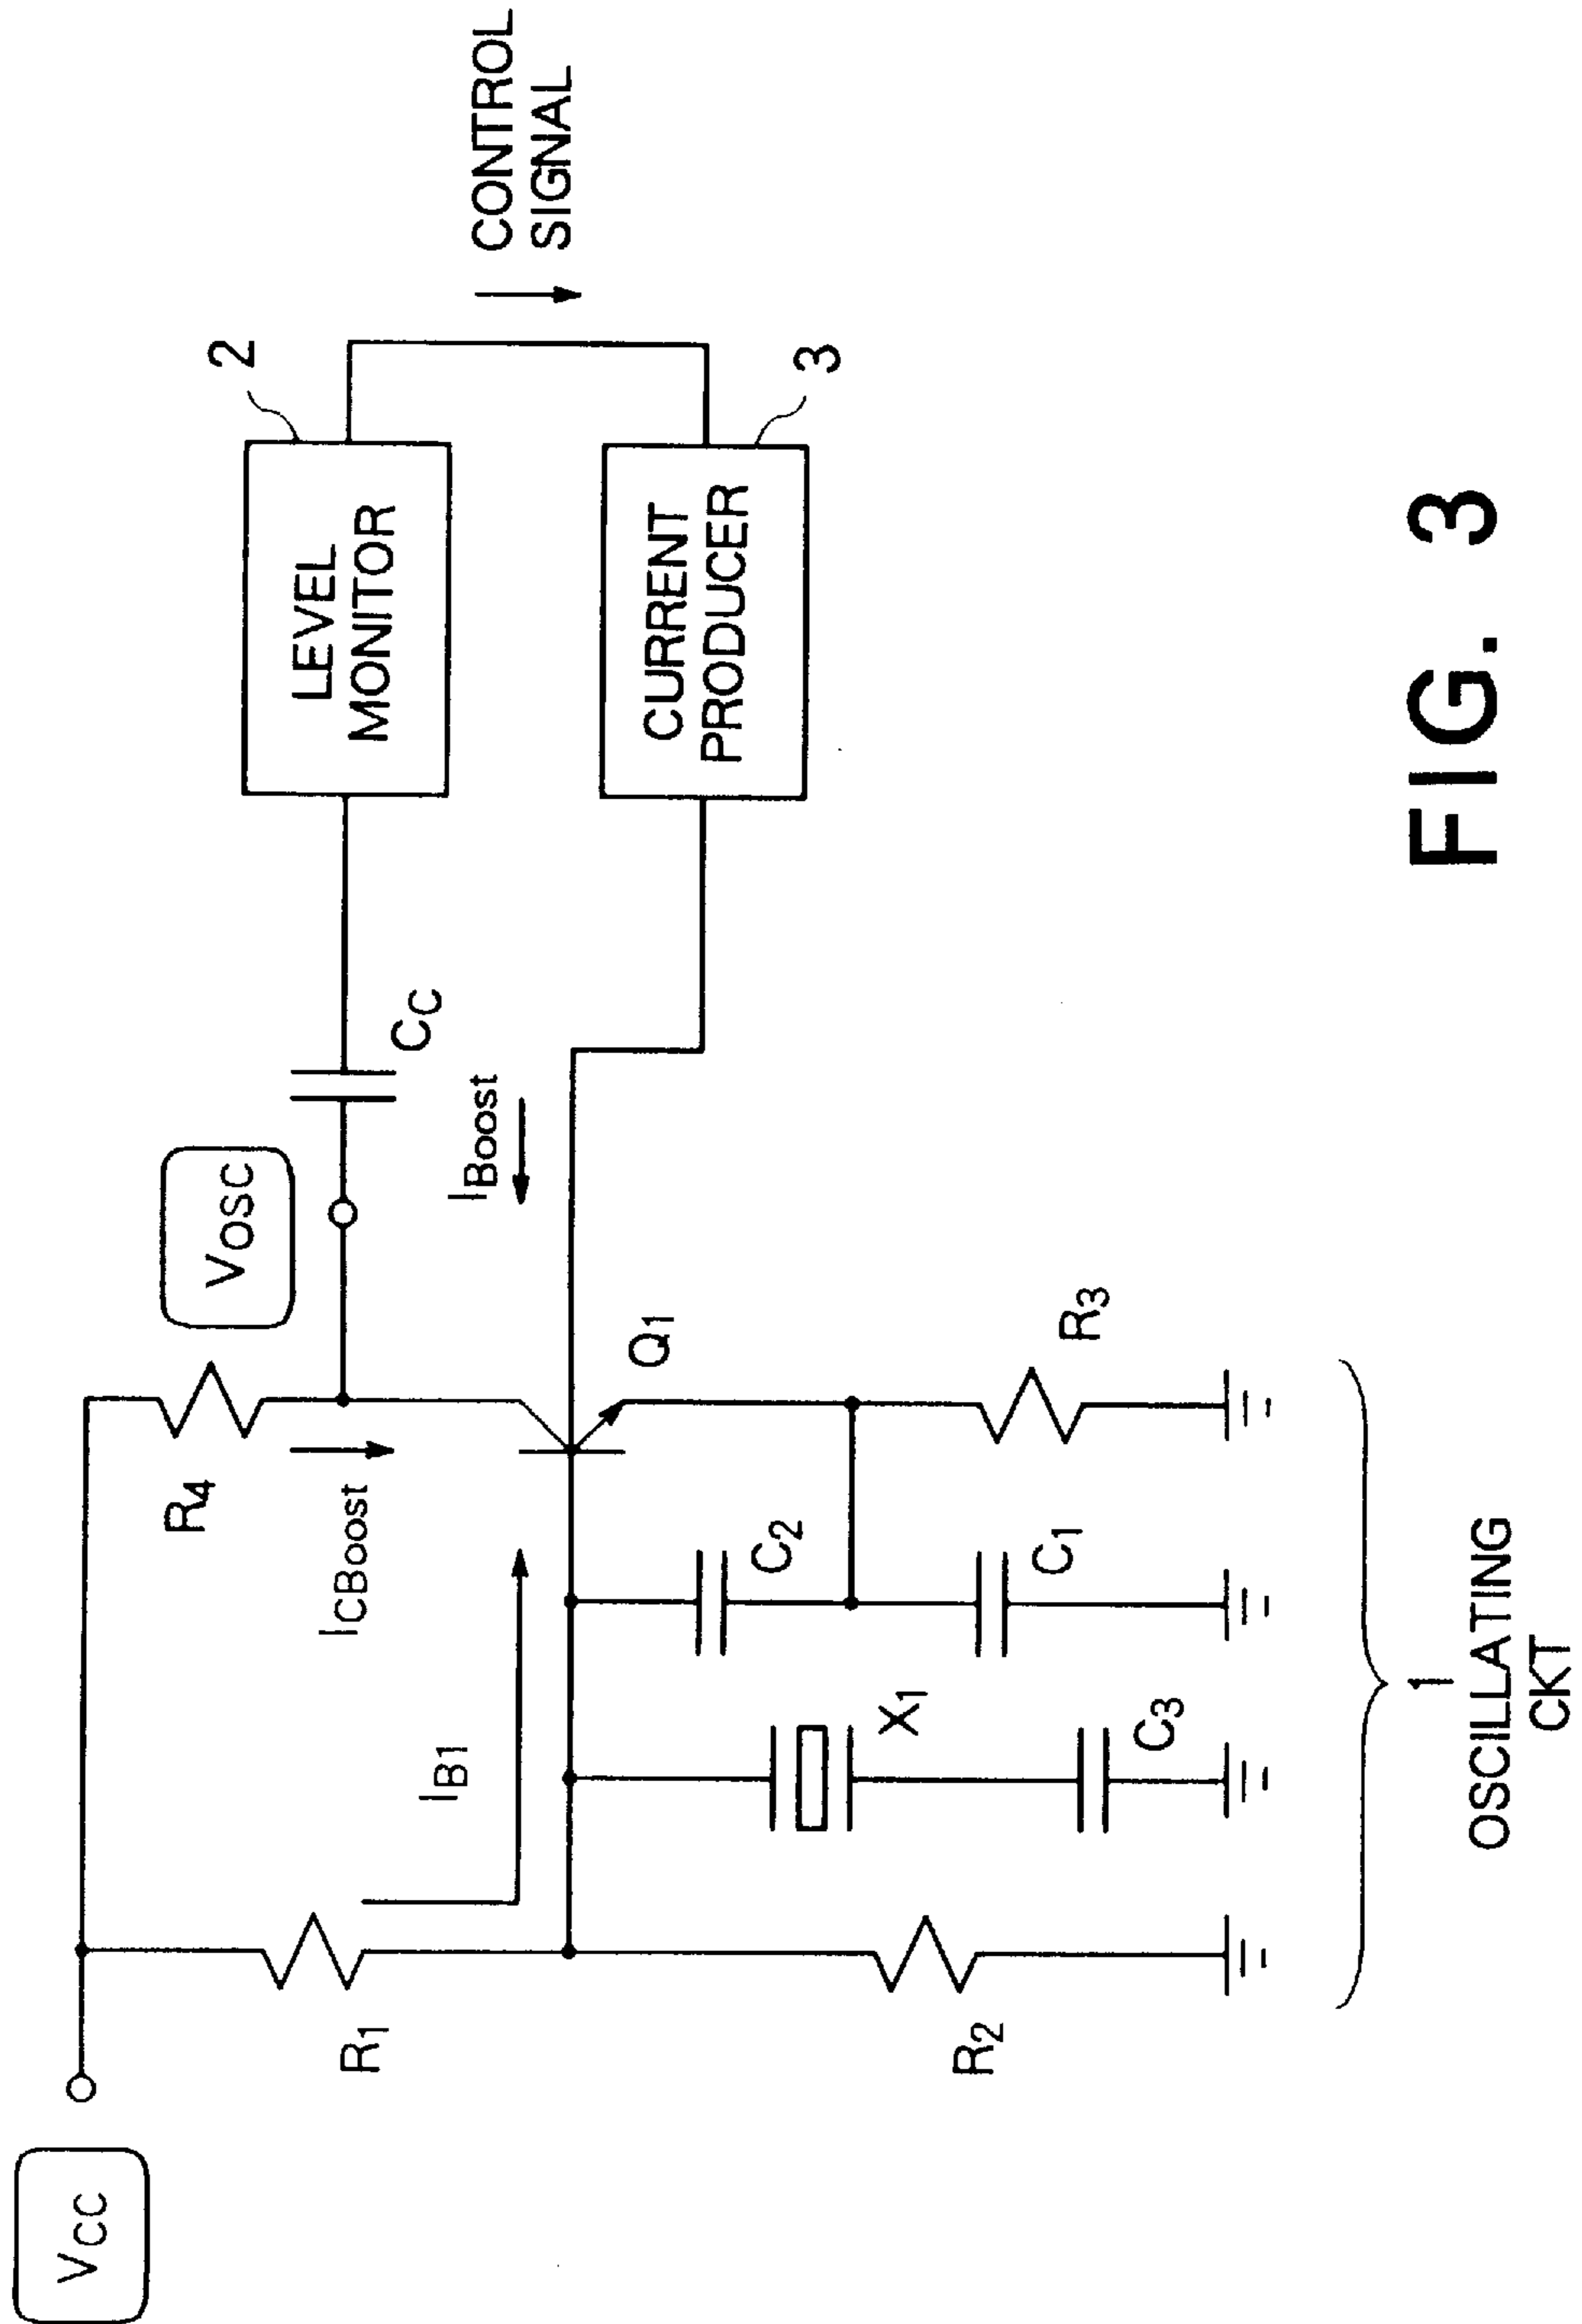 VCC
VOSC
R4
ICBoost
IBoost
CC
LEVEL
MONITOR
2
CONTROL
SIGNAL
R1
IB1
Q1
CURRENT
PRODUCER
3
R2
X1
C3
C2
C1
R3
1
OSCILLATING
CKT
FIG. 3